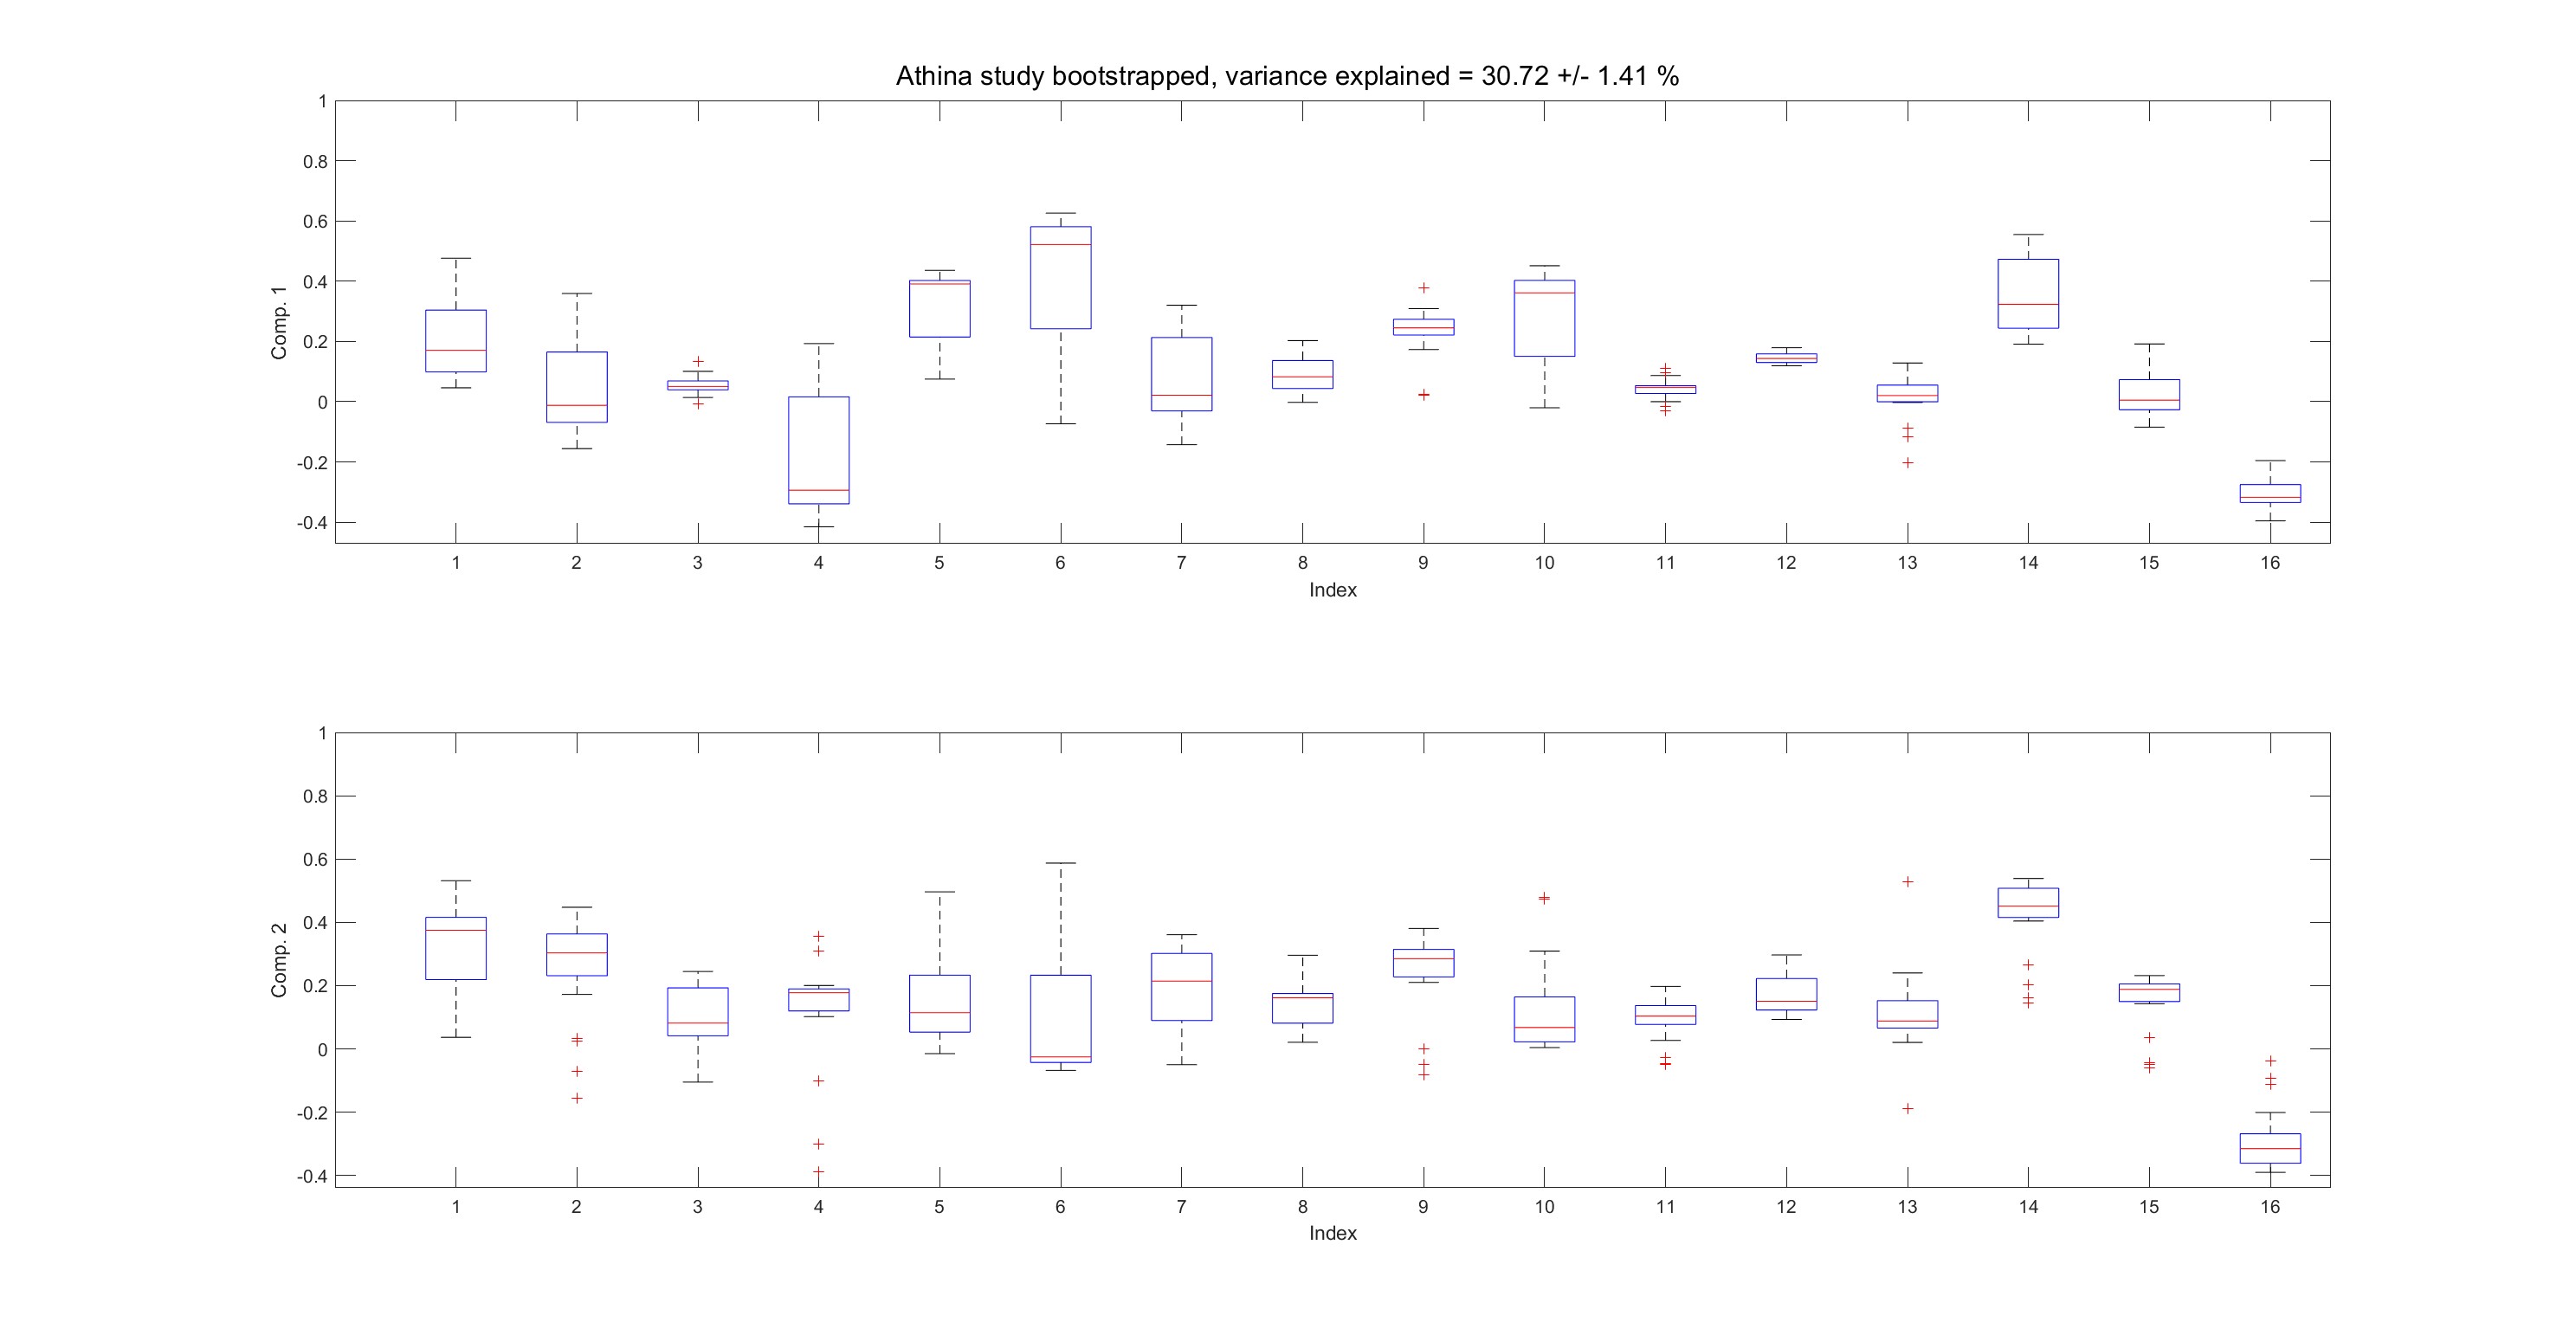 Athina study bootstrapped, variance explained = 30.72 +/- 1.41 %
1
0.8
0.6
0.4
0.2
0
-0.2
-0.4
Comp. 1
1 2 3 4 5 6 7 8 9 10 11 12 13 14 15 16
Index
1
0.8
0.6
0.4
0.2
0
-0.2
-0.4
Comp. 2
1 2 3 4 5 6 7 8 9 10 11 12 13 14 15 16
Index